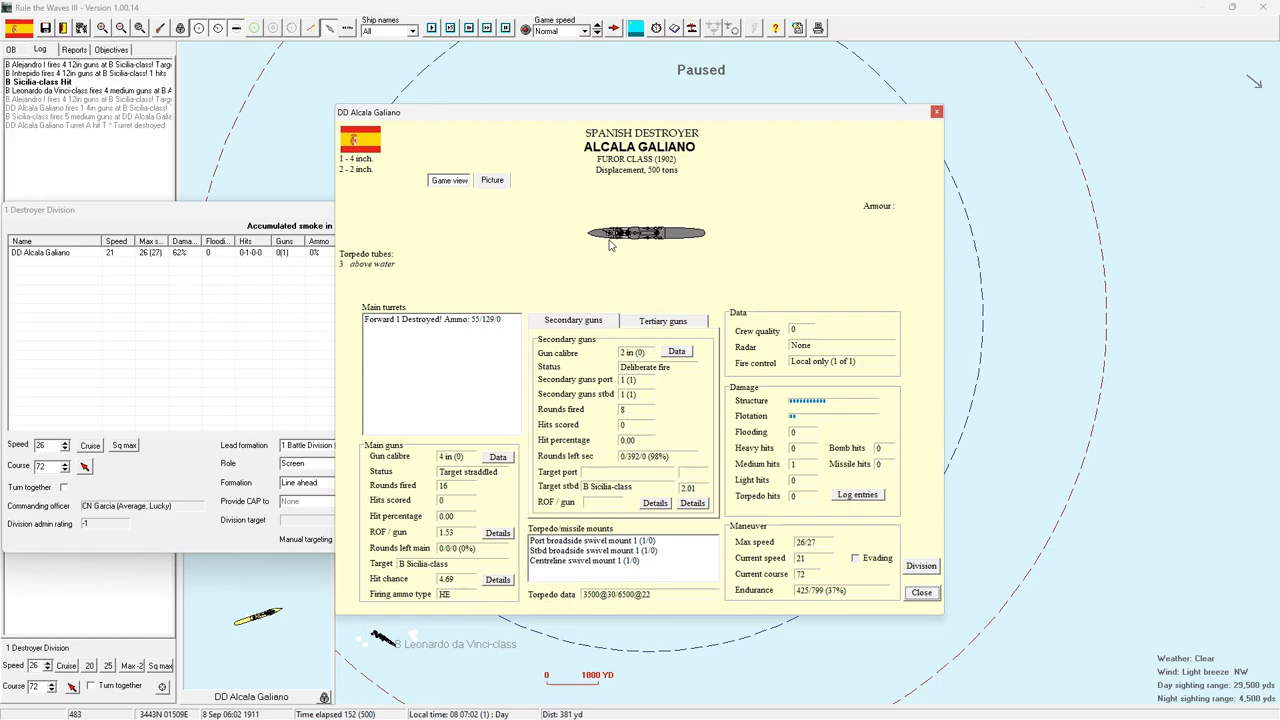 Rule the Waves III - Version 1.00.14
Ship names
All
Game speed
Normal
OB Log Reports Objectives
B Alejandro I fires 4 12in guns at B Sicilia-class! Targ
B Intrepido fires 4 12in guns at B Sicilia-class! 1 hits
B Sicilia-class Hit
B Leonardo da Vinci-class fires 4 medium guns at B A
B Alejandro I fires 4 12in guns at B Sicilia-class! Targ
DD Alcala Galiano fires 1 4in guns at B Sicilia-class!
B Sicilia-class fires 5 medium guns at DD Alcala Galia
DD Alcala Galiano Turret A hit T * Turret destroyed
Paused
1 Destroyer Division
Accumulated smoke in
Name Speed Max s... Dama... Floodi... Hits Guns Ammo
DD Alcala Galiano 21 26 (27) 62% 0 0-1-0-0 0(1) 0%
Speed 26 Cruise Sq max
Course 72
Turn together
Commanding officer CN Garcia (Average, Lucky)
Division admin rating -1
Lead formation 1 Battle Division
Role Screen
Formation Line ahead
Provide CAP to None
Division target
Manual targeting
DD Alcala Galiano
1 - 4 inch.
2 - 2 inch.
SPANISH DESTROYER
ALCALA GALIANO
FUROR CLASS (1902)
Displacement, 500 tons
Game view Picture
Armour :
Torpedo tubes:
3 above water
Main turrets
Forward 1 Destroyed! Ammo: 55/129/0
Main guns
Gun calibre 4 in (0) Data
Status Target straddled
Rounds fired 16
Hits scored 0
Hit percentage 0.00
ROF / gun 1.53 Details
Rounds left main 0/0/0 (0%)
Target B Sicilia-class
Hit chance 4.69 Details
Firing ammo type HE
Secondary guns Tertiary guns
Secondary guns
Gun calibre 2 in (0) Data
Status Deliberate fire
Secondary guns port 1 (1)
Secondary guns stbd 1 (1)
Rounds fired 8
Hits scored 0
Hit percentage 0.00
Rounds left sec 0/392/0 (98%)
Target port
Target stbd B Sicilia-class 2.01
ROF / gun Details Details
Torpedo/missile mounts
Port broadside swivel mount 1 (1/0)
Stbd broadside swivel mount 1 (1/0)
Centreline swivel mount 1 (1/0)
Torpedo data 3500@30/6500@22
Data
Crew quality 0
Radar None
Fire control Local only (1 of 1)
Damage
Structure
Flotation
Flooding 0
Heavy hits 0 Bomb hits 0
Medium hits 1 Missile hits 0
Light hits 0
Torpedo hits 0 Log entries
Maneuver
Max speed 26/27
Current speed 21 Evading
Current course 72
Endurance 425/799 (37%)
Division
Close
B Leonardo da Vinci-class
1 Destroyer Division
Speed 26 Cruise 20 25 Max -2 Sq max
Course 72 Turn together
DD Alcala Galiano
0 1000 YD
Weather: Clear
Wind: Light breeze NW
Day sighting range: 29,500 yds
Night sighting range: 4,500 yds
483 3443N 01509E 8 Sep 06:02 1911 Time elapsed 152 (500) Local time: 08 07:02 (1) : Day Dist: 381 yd